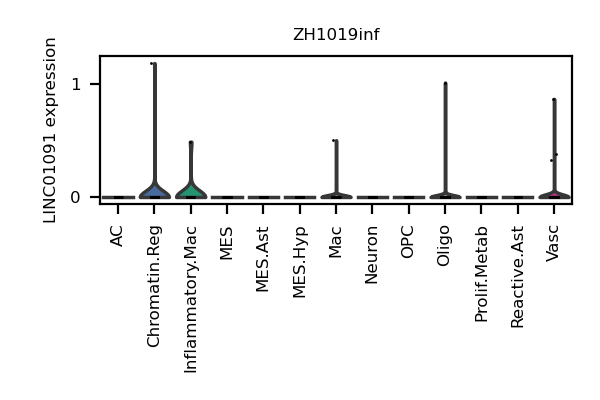 ZH1019inf
LINC01091 expression
1
0
AC
Chromatin.Reg
Inflammatory.Mac
MES
MES.Ast
MES.Hyp
Mac
Neuron
OPC
Oligo
Prolif.Metab
Reactive.Ast
Vasc